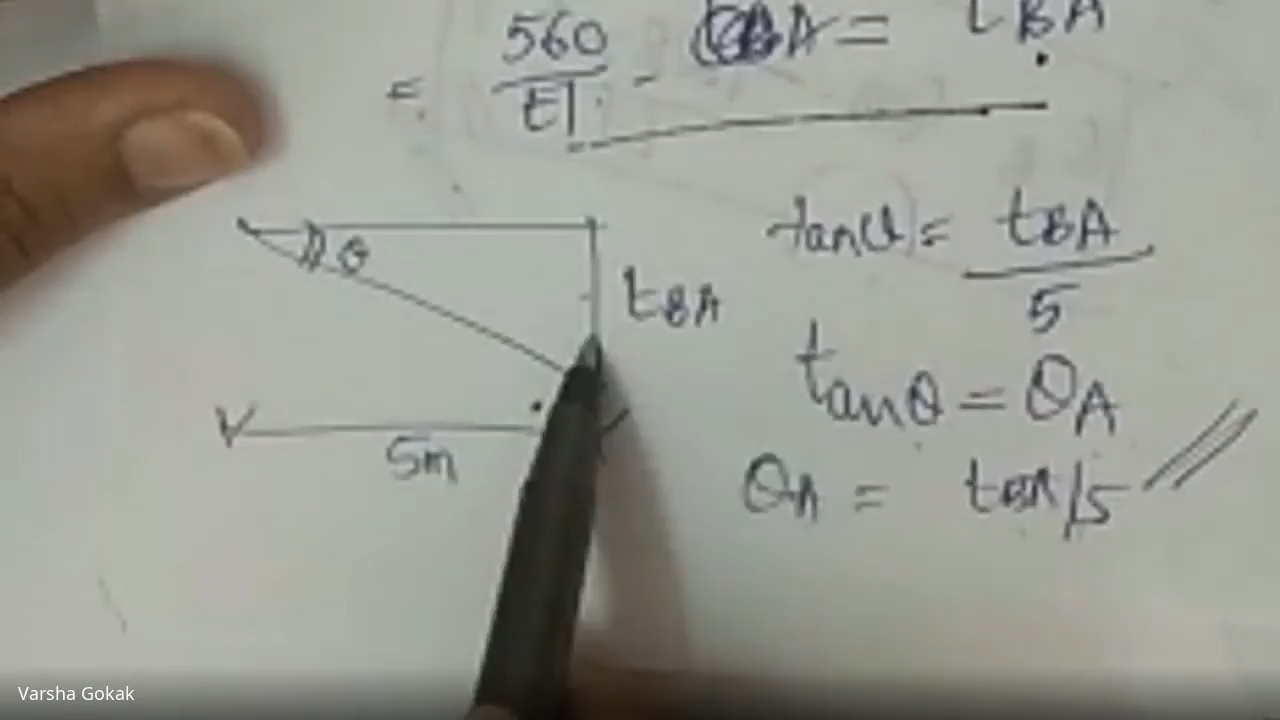 = 560/EI - = tBA
θ
tBA
5m
tanθ = tBA/5
tanθ = θA
θA = tBA/5
Varsha Gokak